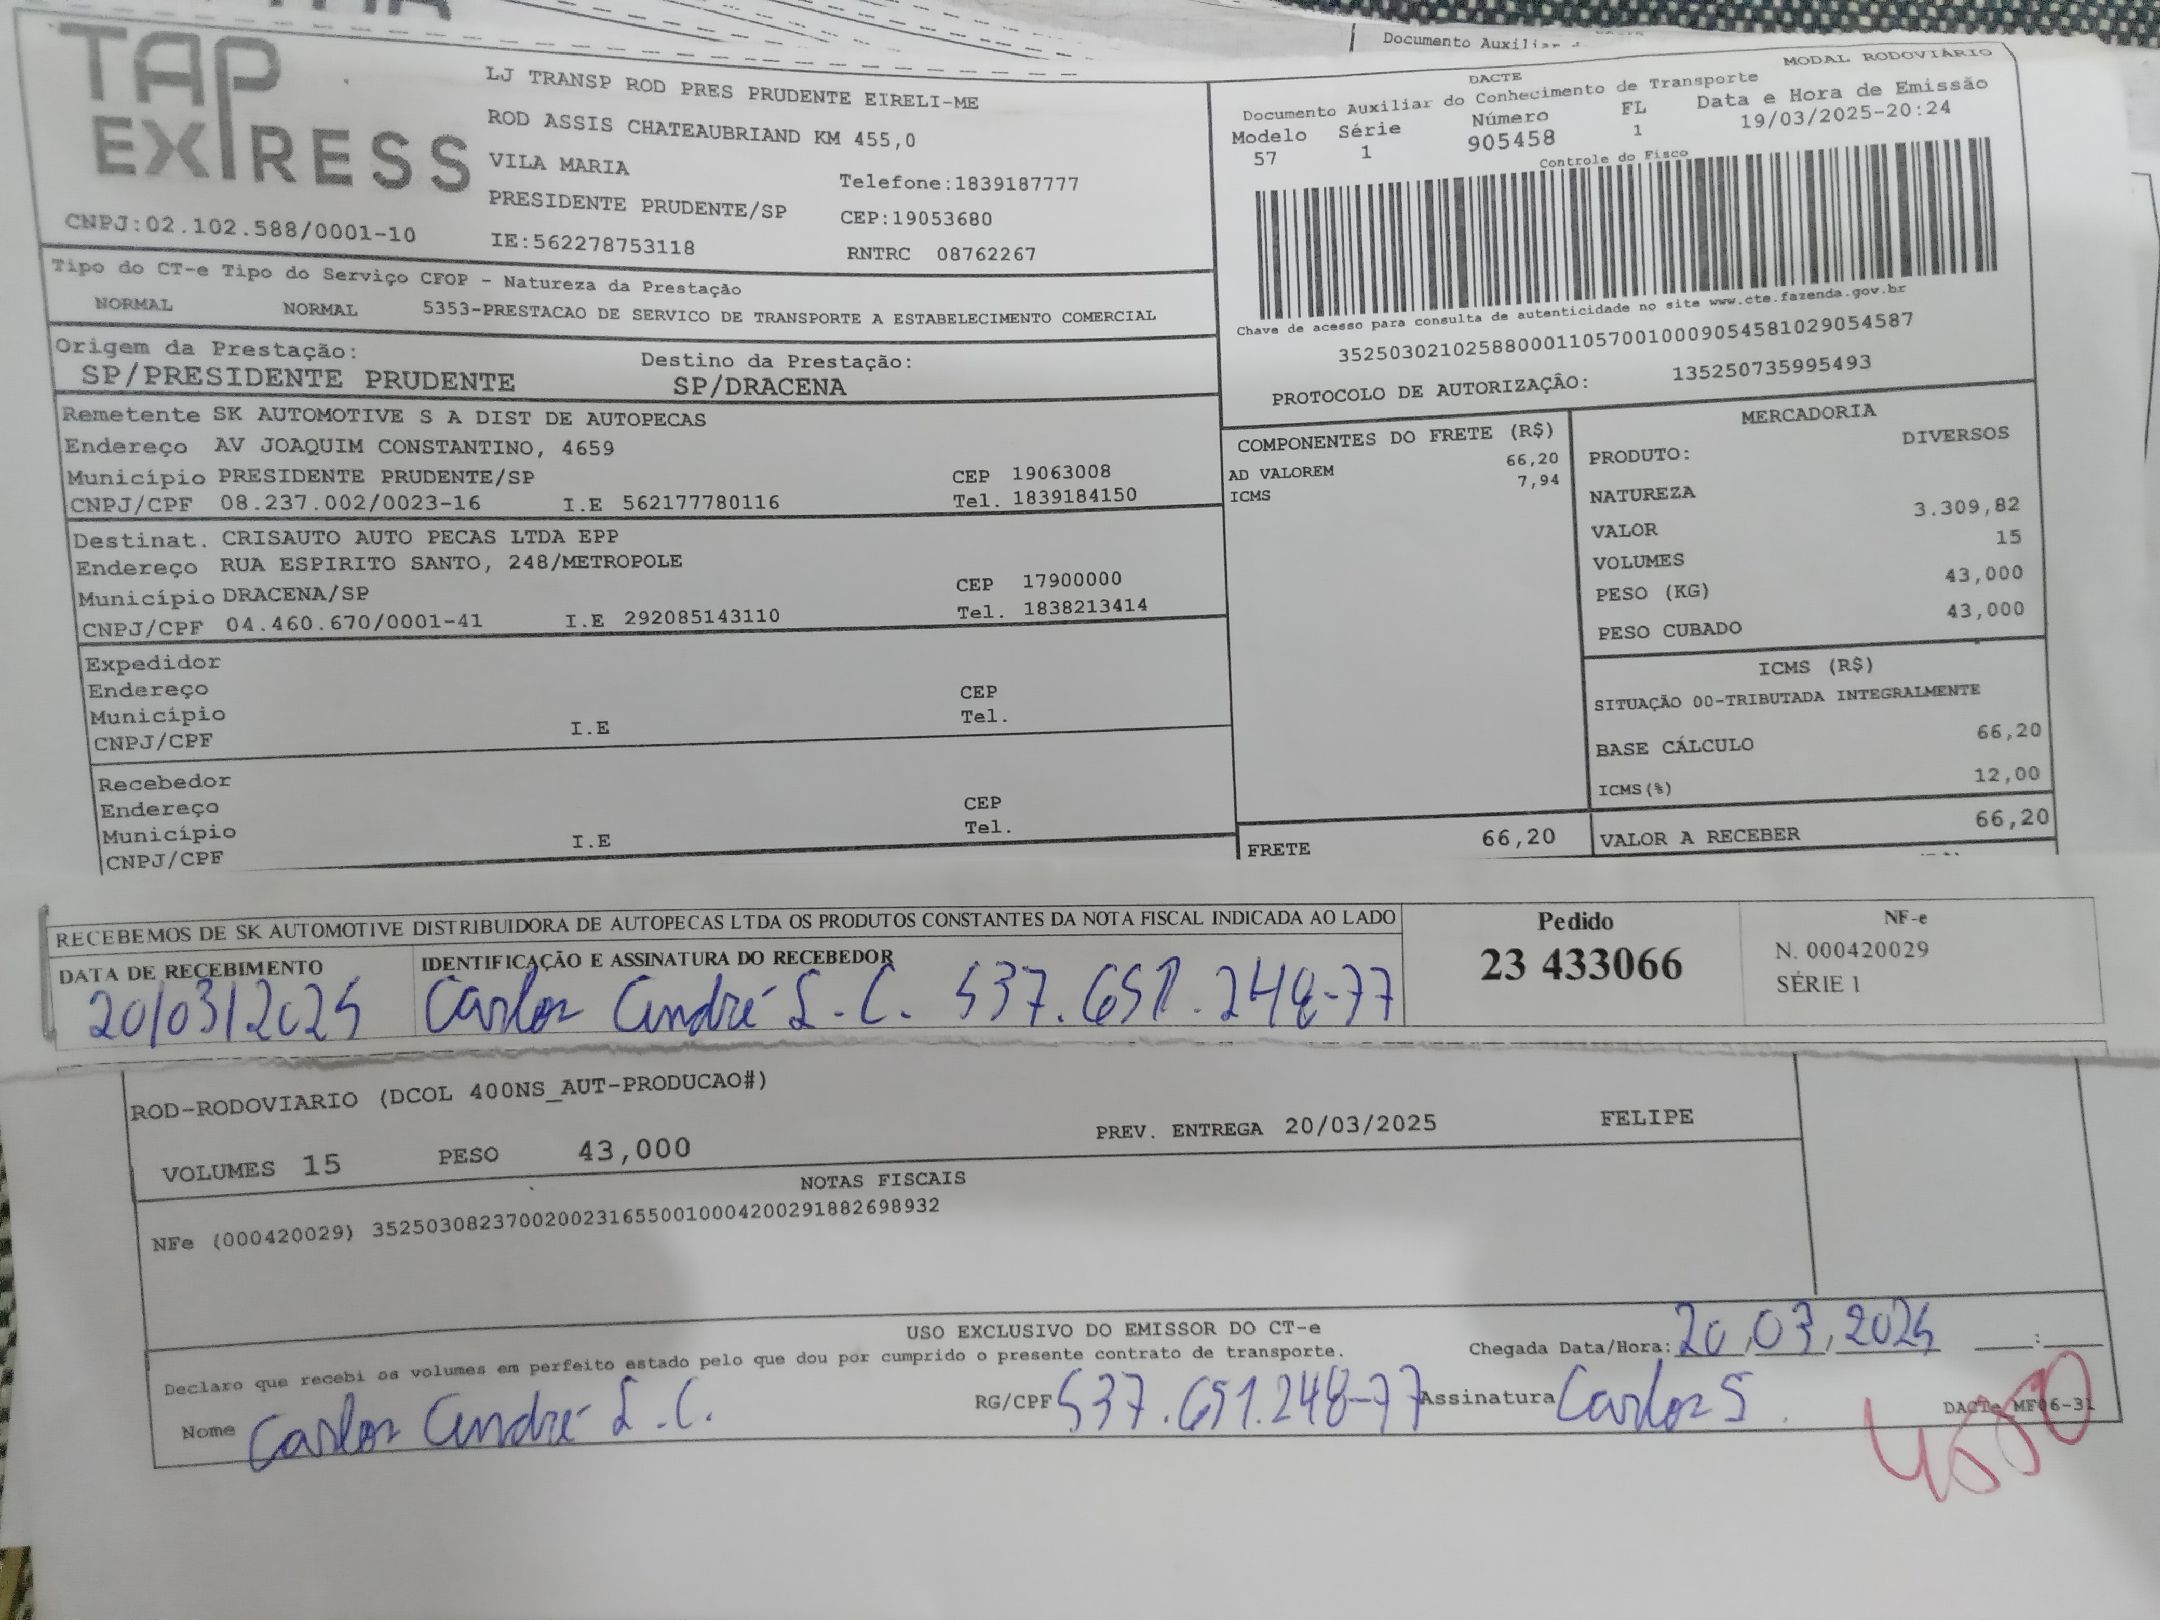 Documento Auxiliar
TAP
EXPRESS
CNPJ:02.102.588/0001-10
LJ TRANSP ROD PRES PRUDENTE EIRELI-ME
ROD ASSIS CHATEAUBRIAND KM 455,0
VILA MARIA
Telefone:1839187777
PRESIDENTE PRUDENTE/SP CEP:19053680
IE:562278753118 RNTRC 08762267
DACTE MODAL RODOVIÁRIO
Documento Auxiliar do Conhecimento de Transporte
Modelo Série Número FL Data e Hora de Emissão
57 1 905458 1 19/03/2025-20:24
Controle do Fisco
Chave de acesso para consulta de autenticidade no site www.cte.fazenda.gov.br
35250302102588000110570010009054581029054587
PROTOCOLO DE AUTORIZAÇÃO: 135250735995493
Tipo do CT-e Tipo do Serviço CFOP - Natureza da Prestação
NORMAL NORMAL 5353-PRESTACAO DE SERVICO DE TRANSPORTE A ESTABELECIMENTO COMERCIAL
Origem da Prestação: Destino da Prestação:
SP/PRESIDENTE PRUDENTE SP/DRACENA
Remetente SK AUTOMOTIVE S A DIST DE AUTOPECAS
Endereço AV JOAQUIM CONSTANTINO, 4659
Município PRESIDENTE PRUDENTE/SP CEP 19063008
CNPJ/CPF 08.237.002/0023-16 I.E 562177780116 Tel. 1839184150
Destinat. CRISAUTO AUTO PECAS LTDA EPP
Endereço RUA ESPIRITO SANTO, 248/METROPOLE
Município DRACENA/SP CEP 17900000
CNPJ/CPF 04.460.670/0001-41 I.E 292085143110 Tel. 1838213414
Expedidor
Endereço CEP
Município Tel.
CNPJ/CPF I.E
Recebedor
Endereço CEP
Município Tel.
CNPJ/CPF I.E
COMPONENTES DO FRETE (R$)
AD VALOREM 66,20
ICMS 7,94
FRETE 66,20
MERCADORIA
PRODUTO: DIVERSOS
NATUREZA
VALOR 3.309,82
VOLUMES 15
PESO (KG) 43,000
PESO CUBADO 43,000
ICMS (R$)
SITUAÇÃO 00-TRIBUTADA INTEGRALMENTE
BASE CÁLCULO 66,20
ICMS(%) 12,00
VALOR A RECEBER 66,20
RECEBEMOS DE SK AUTOMOTIVE DISTRIBUIDORA DE AUTOPECAS LTDA OS PRODUTOS CONSTANTES DA NOTA FISCAL INDICADA AO LADO
DATA DE RECEBIMENTO IDENTIFICAÇÃO E ASSINATURA DO RECEBEDOR
20/03/2025 Carlos André S.C. 537.651.248-77
Pedido
23 433066
NF-e
N. 000420029
SÉRIE 1
ROD-RODOVIARIO (DCOL 400NS_AUT-PRODUCAO#)
VOLUMES 15 PESO 43,000 PREV. ENTREGA 20/03/2025 FELIPE
NOTAS FISCAIS
NFe (000420029) 35250308237002002316550010004200291882698932
USO EXCLUSIVO DO EMISSOR DO CT-e
Declaro que recebi os volumes em perfeito estado pelo que dou por cumprido o presente contrato de transporte.
Chegada Data/Hora: 20,03,2025 :
Nome Carlos André S.C. RG/CPF 537.651.248-77 Assinatura Carlos S.
DACTe MF06-31